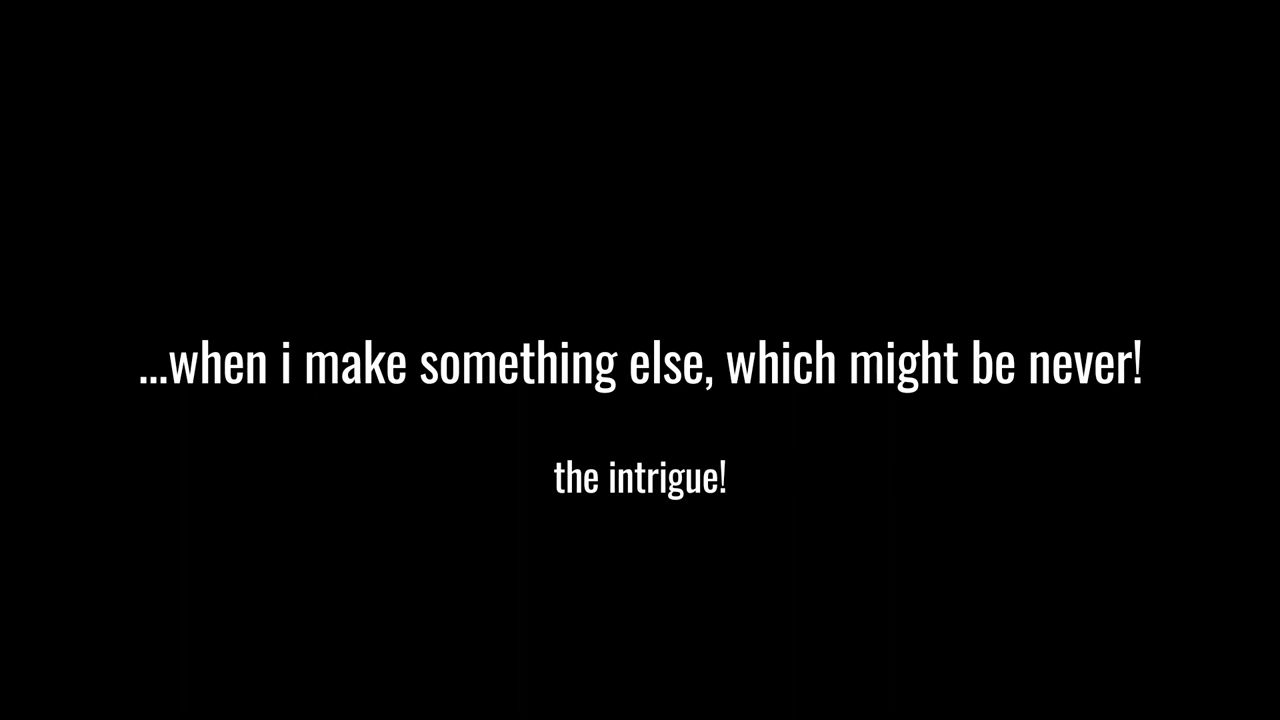 ...when i make something else, which might be never!
the intrigue!